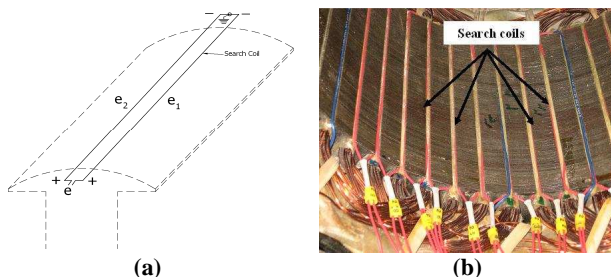 − −
Search Coil
e2
e1
+ +
e
(a)
Search coils
(b)